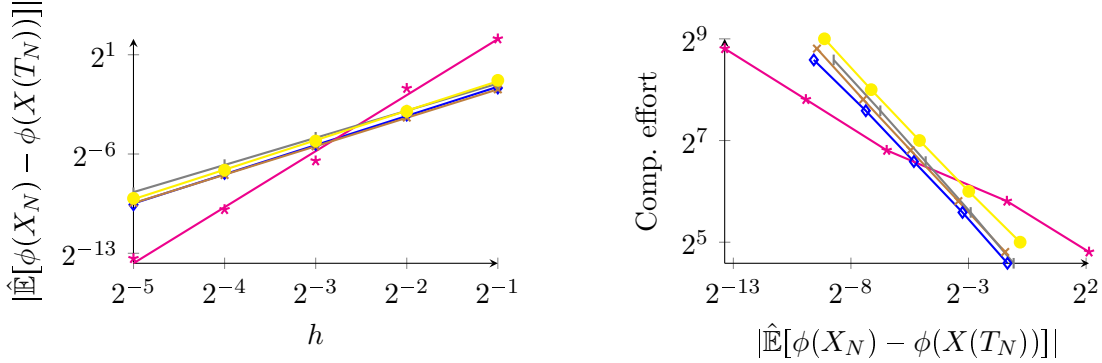 |𝔼̂[ϕ(X_N) − ϕ(X(T_N))]|
2^1
2^−6
2^−13
2^−5 2^−4 2^−3 2^−2 2^−1
h
Comp. effort
2^9
2^7
2^5
2^−13 2^−8 2^−3 2^2
|𝔼̂[ϕ(X_N) − ϕ(X(T_N))]|